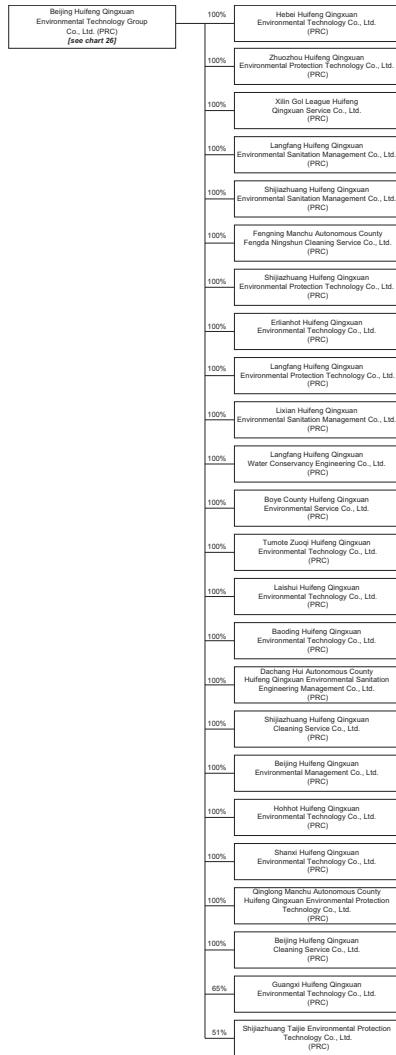 Beijing Huifeng Qingxuan
Environmental Technology Group
Co., Ltd. (PRC)
[see chart 26]
100%
Hebei Huifeng Qingxuan
Environmental Technology Co., Ltd.
(PRC)
100%
Zhuozhou Huifeng Qingxuan
Environmental Protection Technology Co., Ltd.
(PRC)
100%
Xilin Gol League Huifeng
Qingxuan Service Co., Ltd.
(PRC)
100%
Langfang Huifeng Qingxuan
Environmental Sanitation Management Co., Ltd.
(PRC)
100%
Shijiazhuang Huifeng Qingxuan
Environmental Sanitation Management Co., Ltd.
(PRC)
100%
Fengning Manchu Autonomous County
Fengda Ningshun Cleaning Service Co., Ltd.
(PRC)
100%
Shijiazhuang Huifeng Qingxuan
Environmental Protection Technology Co., Ltd.
(PRC)
100%
Erlianhot Huifeng Qingxuan
Environmental Technology Co., Ltd.
(PRC)
100%
Langfang Huifeng Qingxuan
Environmental Protection Technology Co., Ltd.
(PRC)
100%
Lixian Huifeng Qingxuan
Environmental Sanitation Management Co., Ltd.
(PRC)
100%
Langfang Huifeng Qingxuan
Water Conservancy Engineering Co., Ltd.
(PRC)
100%
Boye County Huifeng Qingxuan
Environmental Service Co., Ltd.
(PRC)
100%
Tumote Zuoqi Huifeng Qingxuan
Environmental Technology Co., Ltd.
(PRC)
100%
Laishui Huifeng Qingxuan
Environmental Technology Co., Ltd.
(PRC)
100%
Baoding Huifeng Qingxuan
Environmental Technology Co., Ltd.
(PRC)
100%
Dachang Hui Autonomous County
Huifeng Qingxuan Environmental Sanitation
Engineering Management Co., Ltd.
(PRC)
100%
Shijiazhuang Huifeng Qingxuan
Cleaning Service Co., Ltd.
(PRC)
100%
Beijing Huifeng Qingxuan
Environmental Management Co., Ltd.
(PRC)
100%
Hohhot Huifeng Qingxuan
Environmental Technology Co., Ltd.
(PRC)
100%
Shanxi Huifeng Qingxuan
Environmental Technology Co., Ltd.
(PRC)
100%
Qinglong Manchu Autonomous County
Huifeng Qingxuan Environmental Protection
Technology Co., Ltd.
(PRC)
100%
Beijing Huifeng Qingxuan
Cleaning Service Co., Ltd.
(PRC)
65%
Guangxi Huifeng Qingxuan
Environmental Technology Co., Ltd.
(PRC)
51%
Shijiazhuang Taijie Environmental Protection
Technology Co., Ltd.
(PRC)